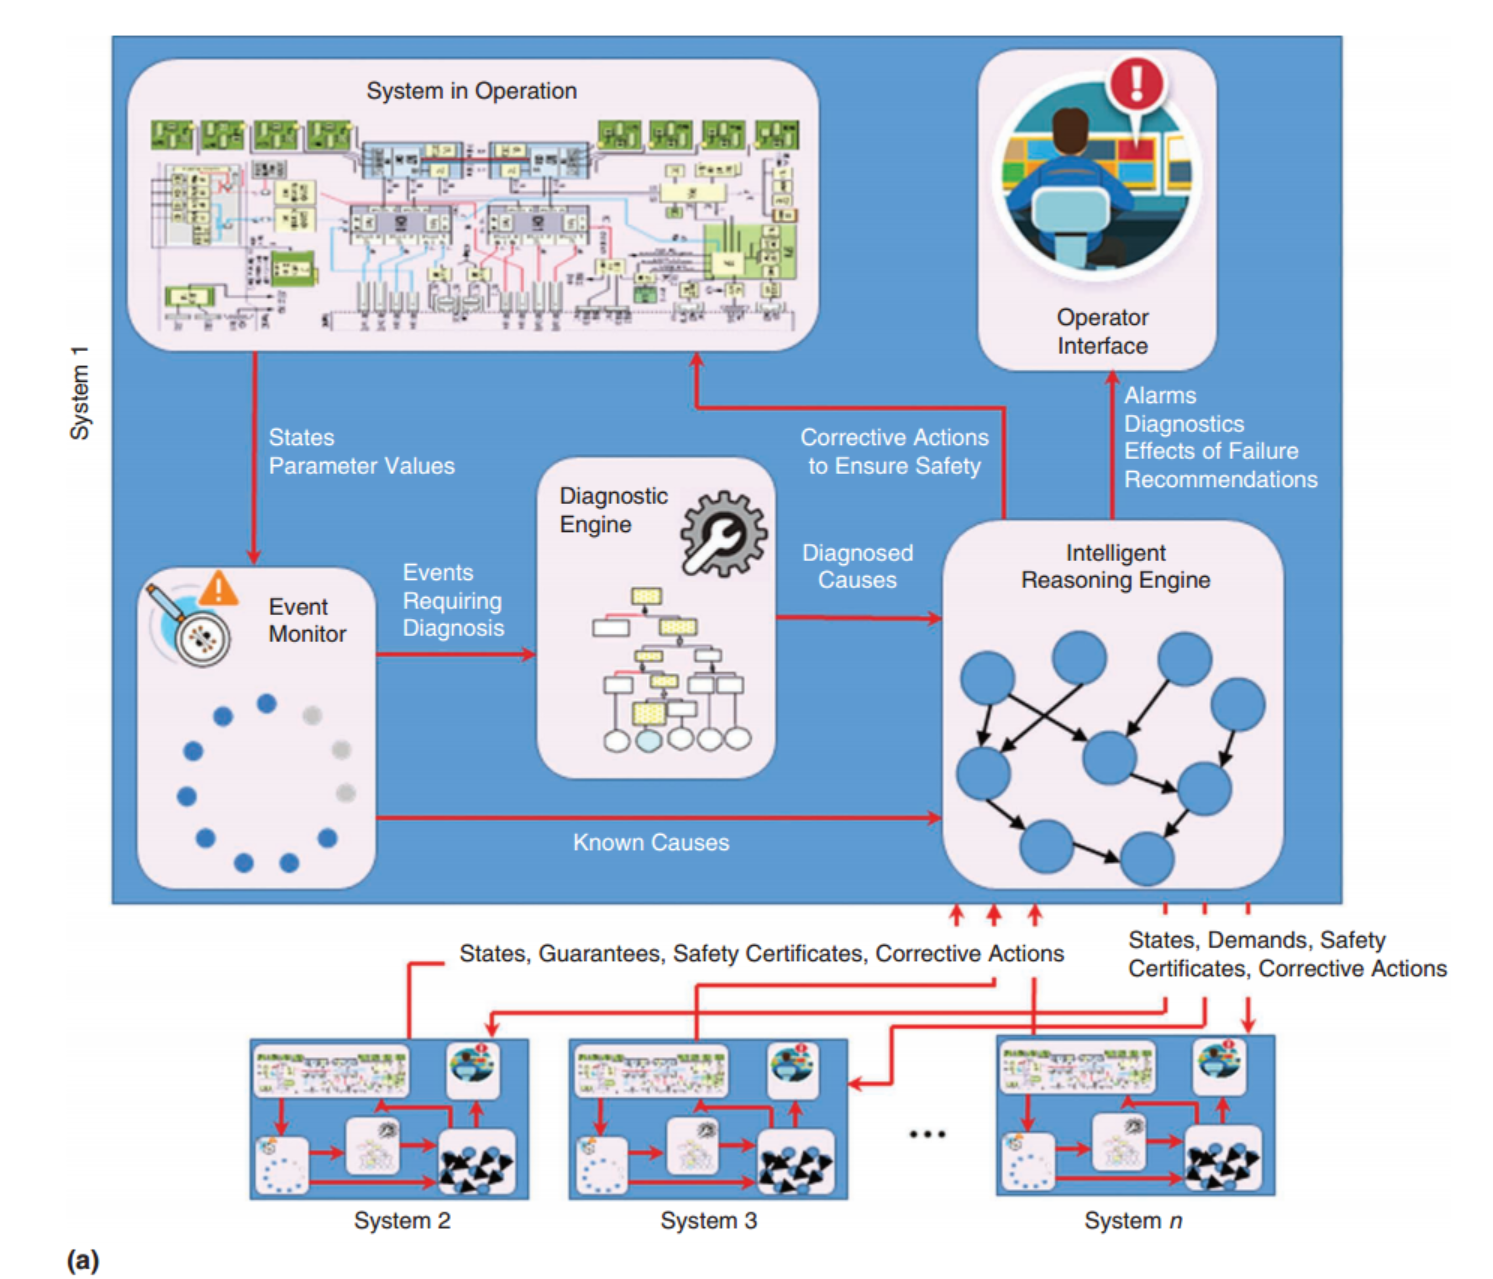 System in Operation
Operator
Interface
System 1
States
Parameter Values
Corrective Actions
to Ensure Safety
Alarms
Diagnostics
Effects of Failure
Recommendations
Diagnostic
Engine
Event
Monitor
Events
Requiring
Diagnosis
Diagnosed
Causes
Intelligent
Reasoning Engine
Known Causes
States, Guarantees, Safety Certificates, Corrective Actions
States, Demands, Safety
Certificates, Corrective Actions
...
System 2
System 3
System n
(a)